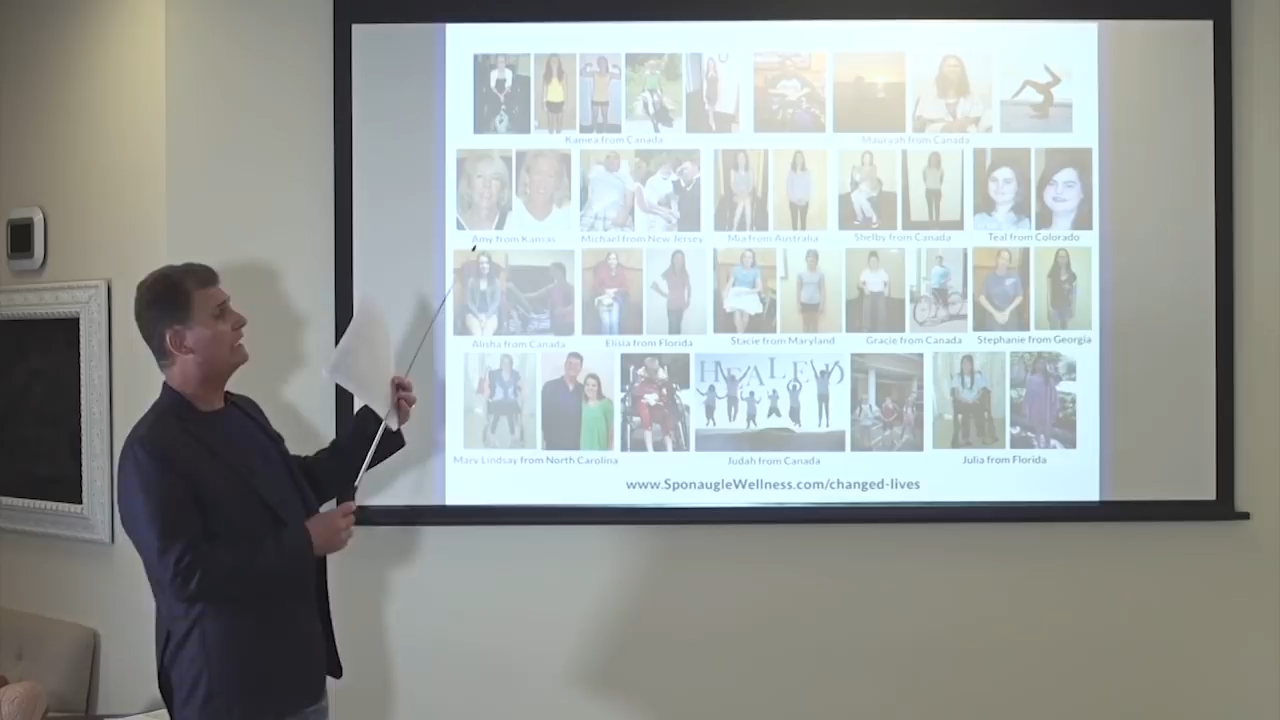 Kamea from Canada
Mauryah from Canada
Amy from Kansas
Michael from New Jersey
Mia from Australia
Shelby from Canada
Teal from Colorado
Alisha from Canada
Elisia from Florida
Stacie from Maryland
Gracie from Canada
Stephanie from Georgia
HEALED
Mary Lindsay from North Carolina
Judah from Canada
Julia from Florida
www.SponaugleWellness.com/changed-lives